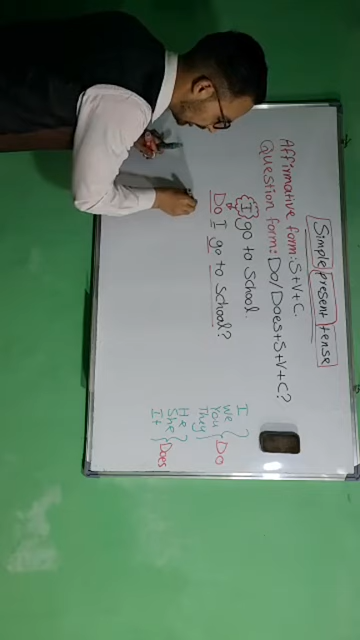 Simple present tense
Affirmative form: S+V+C.
Question form: Do/Does+S+V+C?
I go to School.
Do I go to School?
I
We
You
They
Do
He
She
It
Does